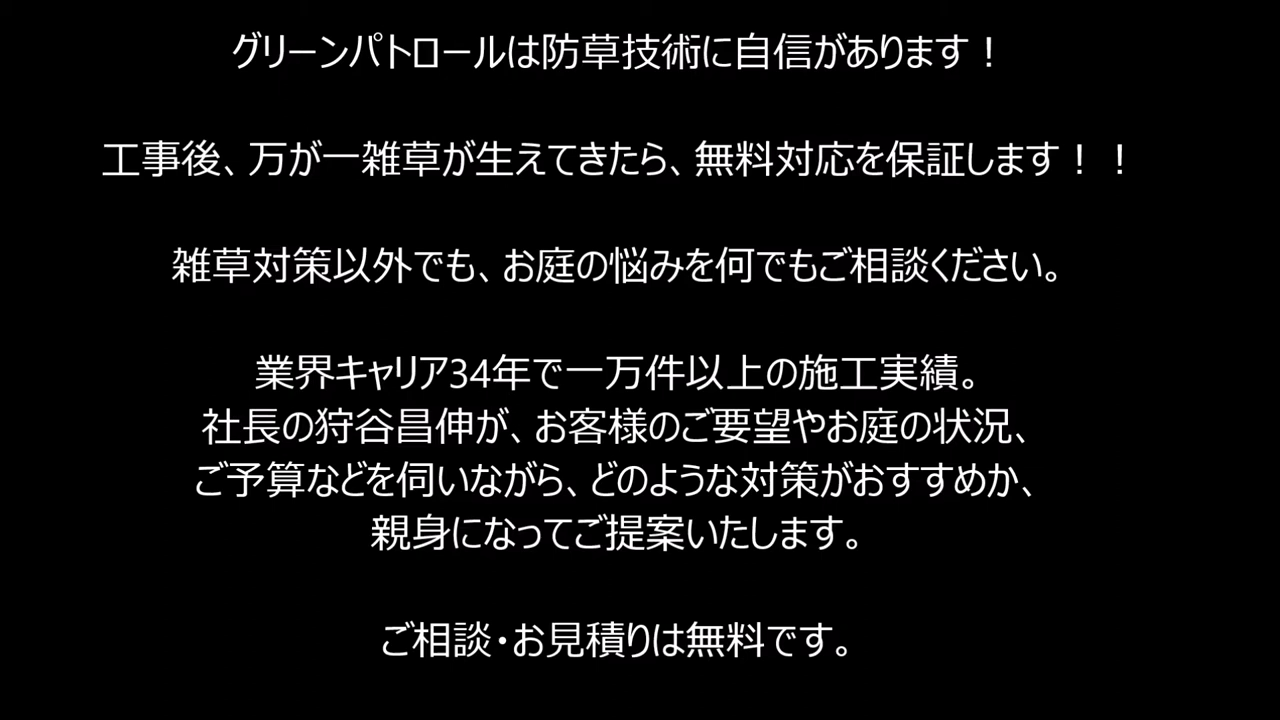 グリーンパトロールは防草技術に自信があります！
工事後、万が一雑草が生えてきたら、無料対応を保証します！！
雑草対策以外でも、お庭の悩みを何でもご相談ください。
業界キャリア34年で一万件以上の施工実績。
社長の狩谷昌伸が、お客様のご要望やお庭の状況、
ご予算などを伺いながら、どのような対策がおすすめか、
親身になってご提案いたします。
ご相談・お見積りは無料です。